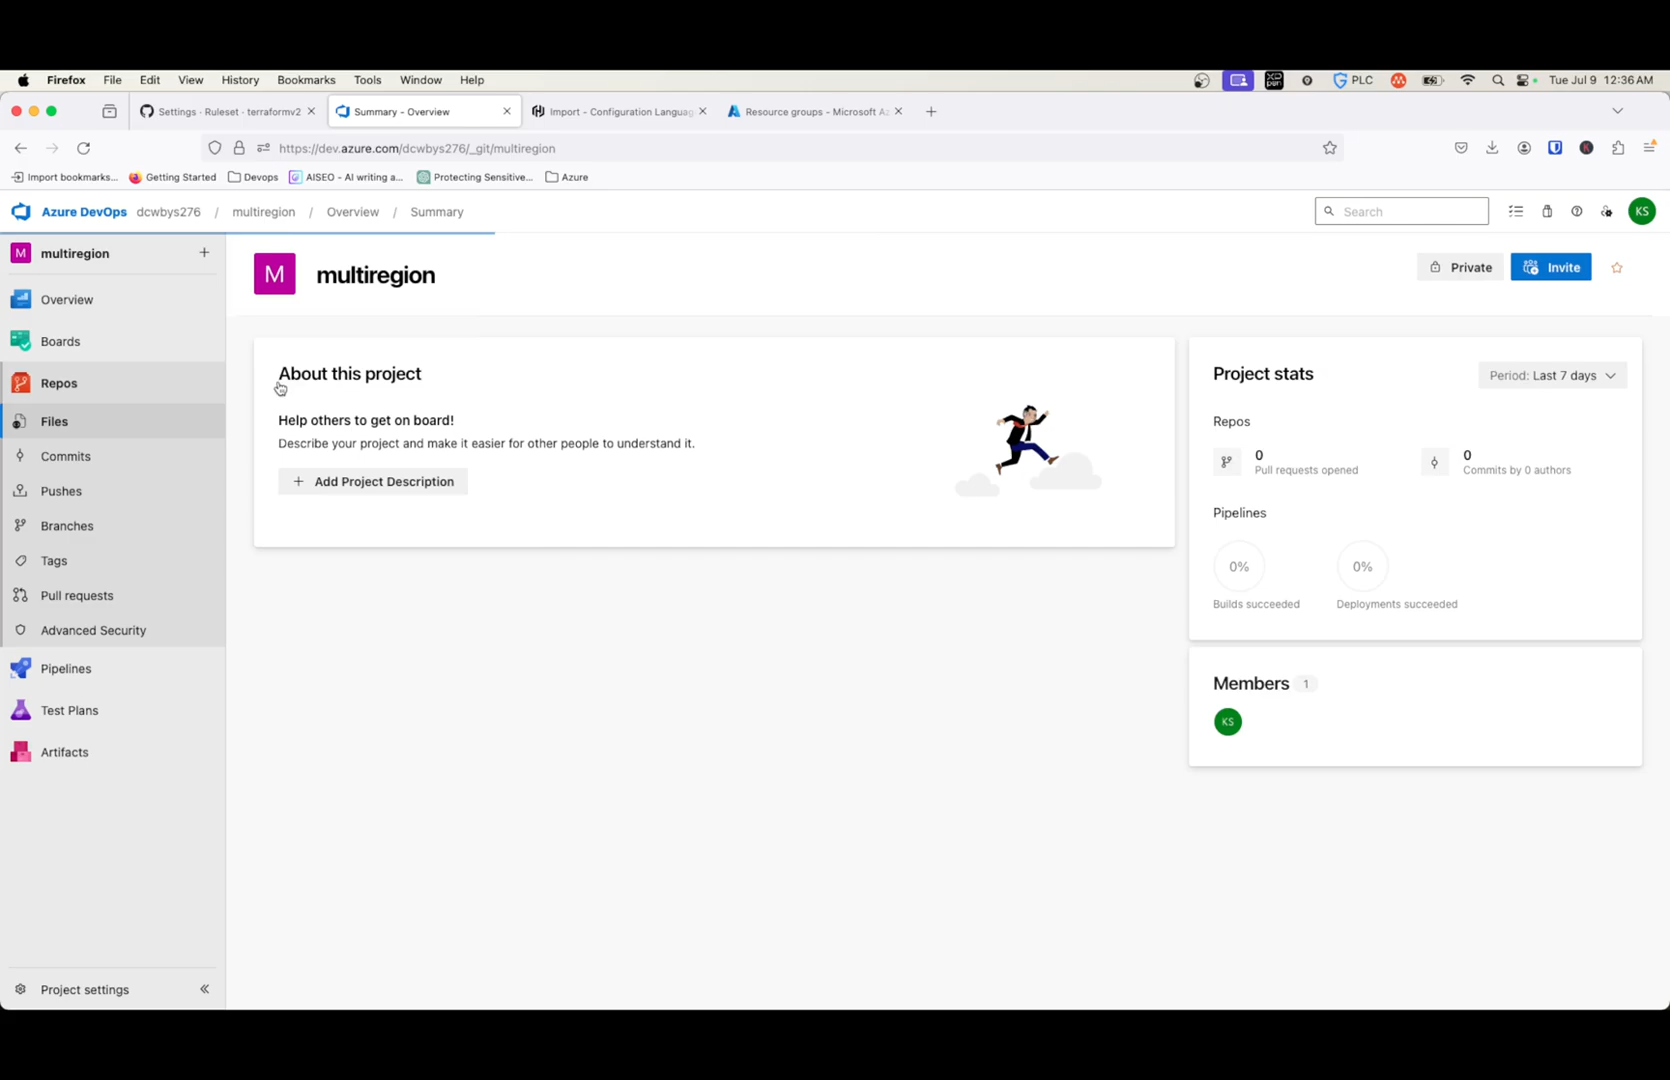 Firefox File Edit View History Bookmarks Tools Window Help PLC Tue Jul 9 12:36 AM
Settings · Ruleset · terraformv2 Summary - Overview Import - Configuration Languag Resource groups - Microsoft Az
https://dev.azure.com/dcwbys276/_git/multiregion
Import bookmarks... Getting Started Devops AISEO - AI writing a... Protecting Sensitive... Azure
Azure DevOps dcwbys276 / multiregion / Overview / Summary Search KS
M multiregion
Overview
Boards
Repos
Files
Commits
Pushes
Branches
Tags
Pull requests
Advanced Security
Pipelines
Test Plans
Artifacts
Project settings
M multiregion
Private Invite
About this project
Help others to get on board!
Describe your project and make it easier for other people to understand it.
+ Add Project Description
Project stats Period: Last 7 days
Repos
0 0
Pull requests opened Commits by 0 authors
Pipelines
0% 0%
Builds succeeded Deployments succeeded
Members 1
KS